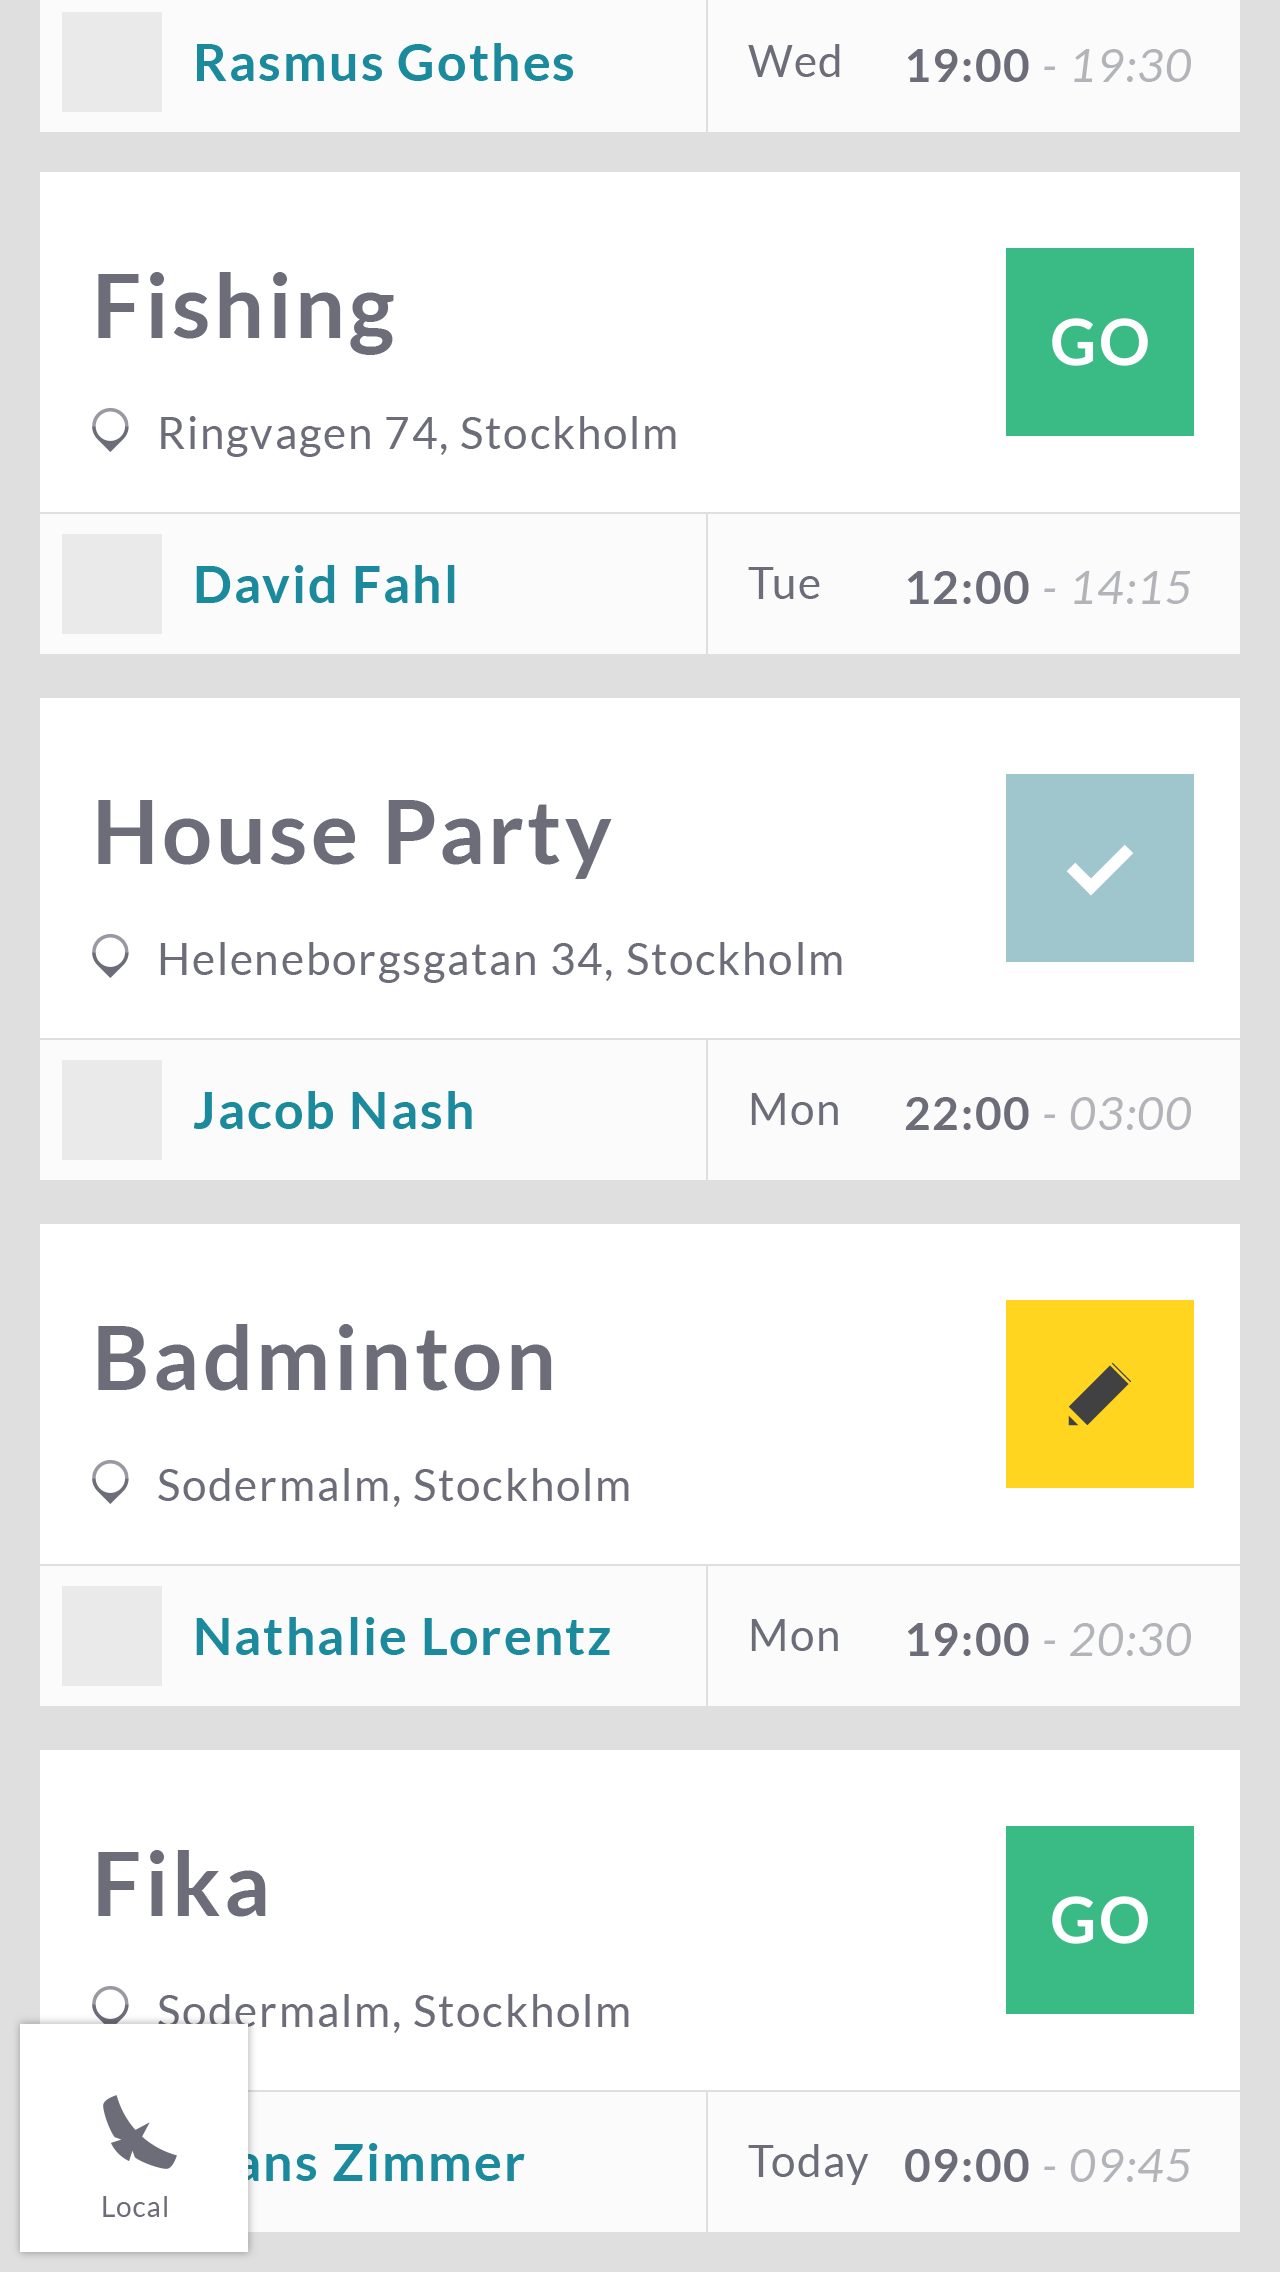 Rasmus Gothes Wed 19:00 - 19:30
Fishing
GO
Ringvagen 74, Stockholm
David Fahl Tue 12:00 - 14:15
House Party
Heleneborgsgatan 34, Stockholm
Jacob Nash Mon 22:00 - 03:00
Badminton
Sodermalm, Stockholm
Nathalie Lorentz Mon 19:00 - 20:30
Fika
GO
Sodermalm, Stockholm
ans Zimmer Today 09:00 - 09:45
Local